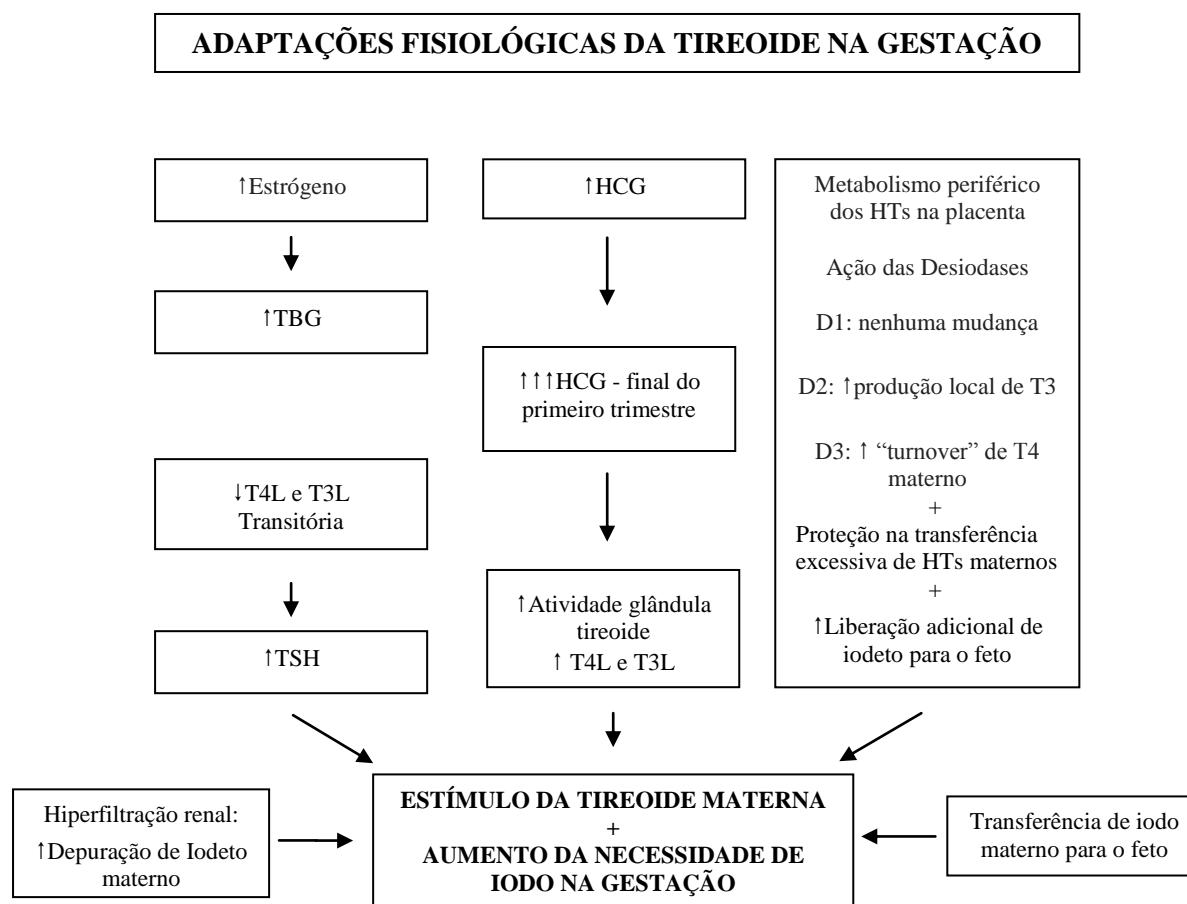 ADAPTAÇÕES FISIOLÓGICAS DA TIREOIDE NA GESTAÇÃO
↑Estrógeno
↑TBG
↓T4L e T3L
Transitória
↑TSH
↑HCG
↑↑↑HCG - final do
primeiro trimestre
↑Atividade glândula
tireoide
↑ T4L e T3L
Metabolismo periférico
dos HTs na placenta
Ação das Desiodases
D1: nenhuma mudança
D2: ↑produção local de T3
D3: ↑ “turnover” de T4
materno
+
Proteção na transferência
excessiva de HTs maternos
+
↑Liberação adicional de
iodeto para o feto
Hiperfiltração renal:
↑Depuração de Iodeto
materno
ESTÍMULO DA TIREOIDE MATERNA
+
AUMENTO DA NECESSIDADE DE
IODO NA GESTAÇÃO
Transferência de iodo
materno para o feto